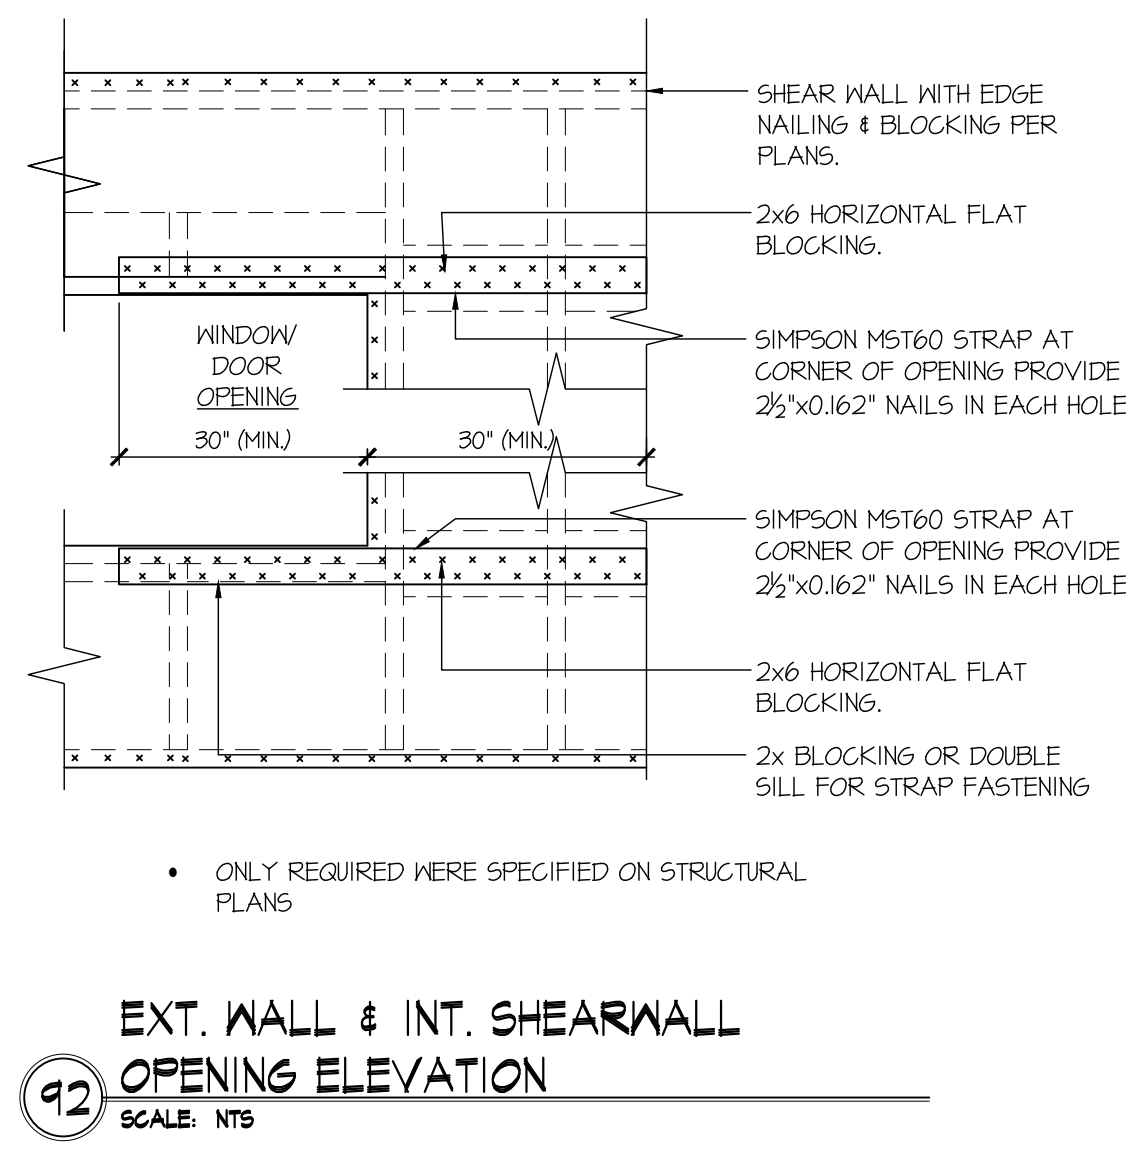 SHEAR WALL WITH EDGE
NAILING & BLOCKING PER
PLANS.
2x6 HORIZONTAL FLAT
BLOCKING.
WINDOW/
DOOR
OPENING
SIMPSON MST60 STRAP AT
CORNER OF OPENING PROVIDE
2½"x0.162" NAILS IN EACH HOLE
30" (MIN.)
30" (MIN.)
SIMPSON MST60 STRAP AT
CORNER OF OPENING PROVIDE
2½"x0.162" NAILS IN EACH HOLE
2x6 HORIZONTAL FLAT
BLOCKING.
2x BLOCKING OR DOUBLE
SILL FOR STRAP FASTENING
• ONLY REQUIRED WERE SPECIFIED ON STRUCTURAL
PLANS
EXT. WALL & INT. SHEARWALL
OPENING ELEVATION
92
SCALE: NTS